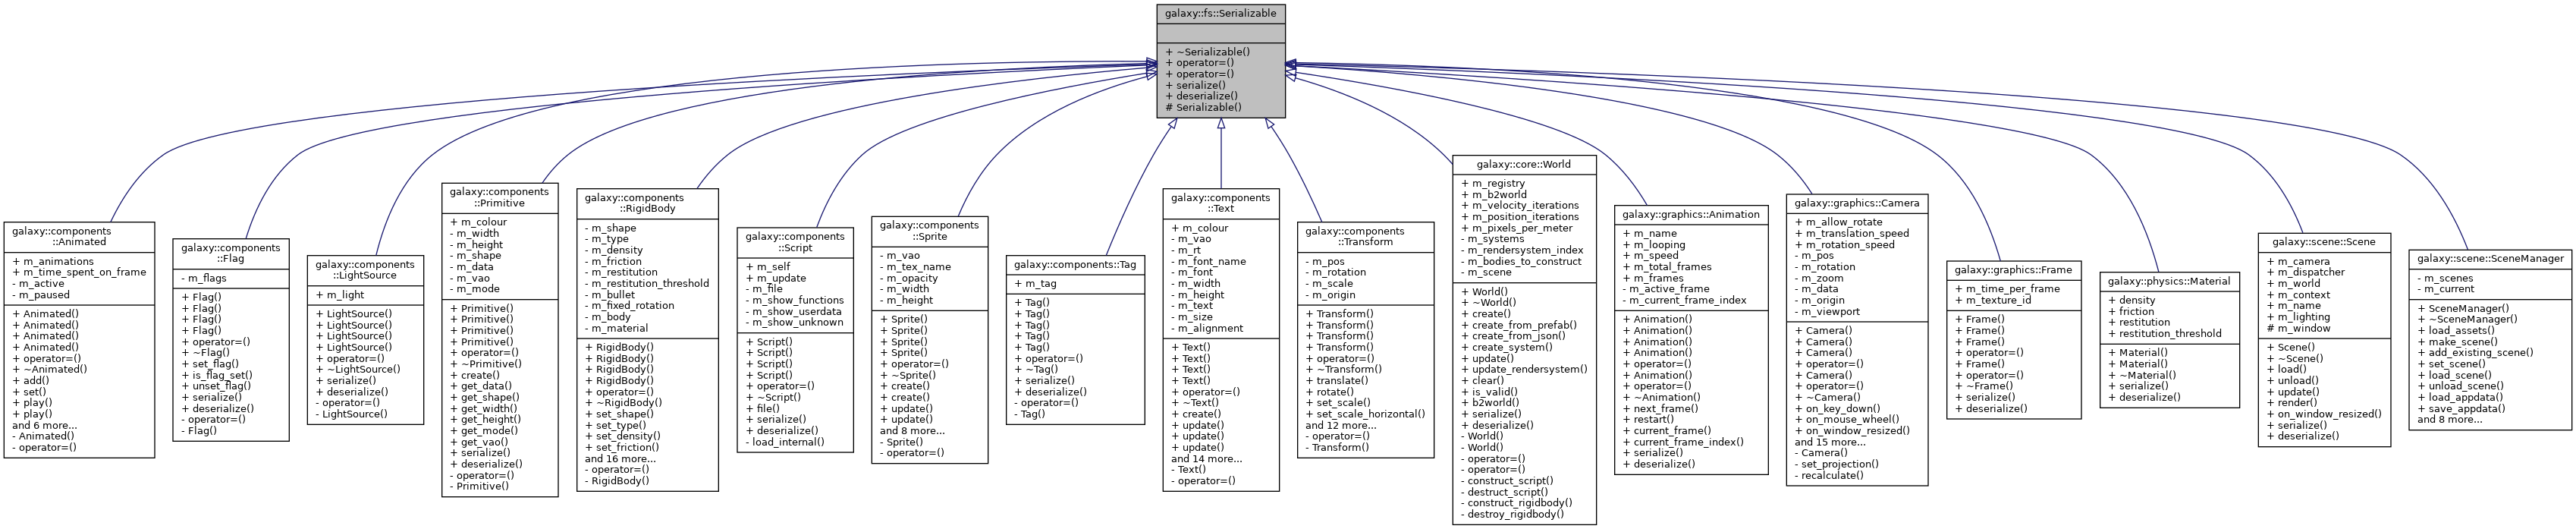 galaxy::fs::Serializable
+ ~Serializable()
+ operator=()
+ operator=()
+ serialize()
+ deserialize()
# Serializable()
galaxy::components
::Animated
+ m_animations
+ m_time_spent_on_frame
- m_active
- m_paused
+ Animated()
+ Animated()
+ Animated()
+ Animated()
+ operator=()
+ ~Animated()
+ add()
+ set()
+ play()
+ play()
and 6 more...
- Animated()
- operator=()
galaxy::components
::Flag
- m_flags
+ Flag()
+ Flag()
+ Flag()
+ Flag()
+ operator=()
+ ~Flag()
+ set_flag()
+ is_flag_set()
+ unset_flag()
+ serialize()
+ deserialize()
- operator=()
- Flag()
galaxy::components
::LightSource
+ m_light
+ LightSource()
+ LightSource()
+ LightSource()
+ LightSource()
+ operator=()
+ ~LightSource()
+ serialize()
+ deserialize()
- operator=()
- LightSource()
galaxy::components
::Primitive
+ m_colour
- m_width
- m_height
- m_shape
- m_data
- m_vao
- m_mode
+ Primitive()
+ Primitive()
+ Primitive()
+ Primitive()
+ operator=()
+ ~Primitive()
+ create()
+ get_data()
+ get_shape()
+ get_width()
+ get_height()
+ get_mode()
+ get_vao()
+ serialize()
+ deserialize()
- operator=()
- Primitive()
galaxy::components
::RigidBody
- m_shape
- m_type
- m_density
- m_friction
- m_restitution
- m_restitution_threshold
- m_bullet
- m_fixed_rotation
- m_body
- m_material
+ RigidBody()
+ RigidBody()
+ RigidBody()
+ RigidBody()
+ operator=()
+ ~RigidBody()
+ set_shape()
+ set_type()
+ set_density()
+ set_friction()
and 16 more...
- operator=()
- RigidBody()
galaxy::components
::Script
+ m_self
+ m_update
- m_file
- m_show_functions
- m_show_userdata
- m_show_unknown
+ Script()
+ Script()
+ Script()
+ Script()
+ operator=()
+ ~Script()
+ file()
+ serialize()
+ deserialize()
- load_internal()
galaxy::components
::Sprite
- m_vao
- m_tex_name
- m_opacity
- m_width
- m_height
+ Sprite()
+ Sprite()
+ Sprite()
+ Sprite()
+ operator=()
+ ~Sprite()
+ create()
+ create()
+ update()
+ update()
and 8 more...
- Sprite()
- operator=()
galaxy::components::Tag
+ m_tag
+ Tag()
+ Tag()
+ Tag()
+ Tag()
+ Tag()
+ operator=()
+ ~Tag()
+ serialize()
+ deserialize()
- operator=()
- Tag()
galaxy::components
::Text
+ m_colour
- m_vao
- m_rt
- m_font_name
- m_font
- m_width
- m_height
- m_text
- m_size
- m_alignment
+ Text()
+ Text()
+ Text()
+ Text()
+ operator=()
+ ~Text()
+ create()
+ update()
+ update()
+ update()
and 14 more...
- Text()
- operator=()
galaxy::components
::Transform
- m_pos
- m_rotation
- m_scale
- m_origin
+ Transform()
+ Transform()
+ Transform()
+ Transform()
+ operator=()
+ ~Transform()
+ translate()
+ rotate()
+ set_scale()
+ set_scale_horizontal()
and 12 more...
- operator=()
- Transform()
galaxy::core::World
+ m_registry
+ m_b2world
+ m_velocity_iterations
+ m_position_iterations
+ m_pixels_per_meter
- m_systems
- m_rendersystem_index
- m_bodies_to_construct
- m_scene
+ World()
+ ~World()
+ create()
+ create_from_prefab()
+ create_from_json()
+ create_system()
+ update()
+ update_rendersystem()
+ clear()
+ is_valid()
+ b2world()
+ serialize()
+ deserialize()
- World()
- World()
- operator=()
- operator=()
- construct_script()
- destruct_script()
- construct_rigidbody()
- destroy_rigidbody()
galaxy::graphics::Animation
+ m_name
+ m_looping
+ m_speed
+ m_total_frames
+ m_frames
- m_active_frame
- m_current_frame_index
+ Animation()
+ Animation()
+ Animation()
+ Animation()
+ operator=()
+ Animation()
+ operator=()
+ ~Animation()
+ next_frame()
+ restart()
+ current_frame()
+ current_frame_index()
+ serialize()
+ deserialize()
galaxy::graphics::Camera
+ m_allow_rotate
+ m_translation_speed
+ m_rotation_speed
- m_pos
- m_rotation
- m_zoom
- m_data
- m_origin
- m_viewport
+ Camera()
+ Camera()
+ Camera()
+ operator=()
+ Camera()
+ operator=()
+ ~Camera()
+ on_key_down()
+ on_mouse_wheel()
+ on_window_resized()
and 15 more...
- Camera()
- set_projection()
- recalculate()
galaxy::graphics::Frame
+ m_time_per_frame
+ m_texture_id
+ Frame()
+ Frame()
+ Frame()
+ operator=()
+ Frame()
+ operator=()
+ ~Frame()
+ serialize()
+ deserialize()
galaxy::physics::Material
+ density
+ friction
+ restitution
+ restitution_threshold
+ Material()
+ Material()
+ ~Material()
+ serialize()
+ deserialize()
galaxy::scene::Scene
+ m_camera
+ m_dispatcher
+ m_world
+ m_context
+ m_name
+ m_lighting
# m_window
+ Scene()
+ ~Scene()
+ load()
+ unload()
+ update()
+ render()
+ on_window_resized()
+ serialize()
+ deserialize()
galaxy::scene::SceneManager
- m_scenes
- m_current
+ SceneManager()
+ ~SceneManager()
+ load_assets()
+ make_scene()
+ add_existing_scene()
+ set_scene()
+ load_scene()
+ unload_scene()
+ load_appdata()
+ save_appdata()
and 8 more...